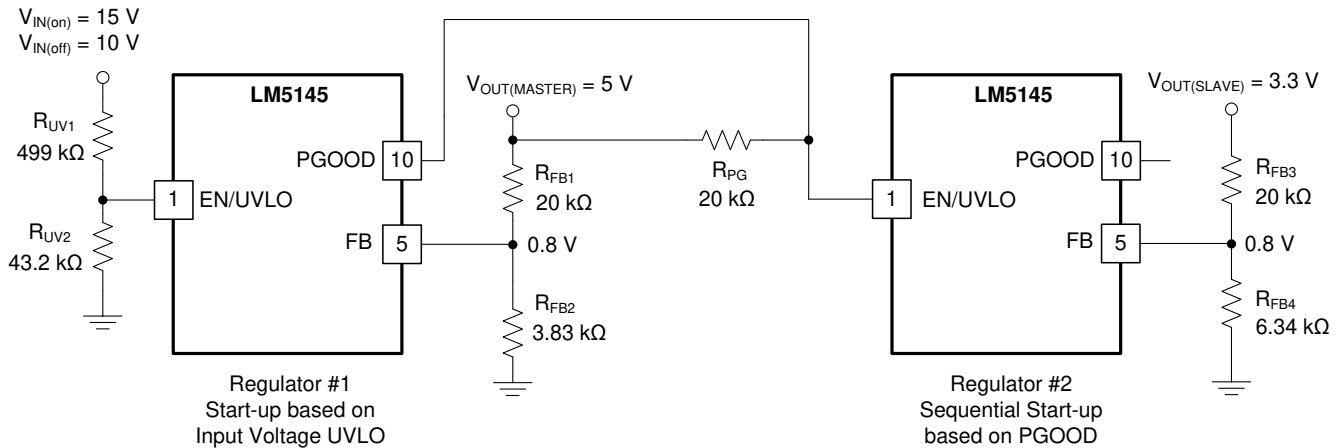 V_IN(on) = 15 V
V_IN(off) = 10 V
R_UV1
499 kΩ
R_UV2
43.2 kΩ
LM5145
PGOOD
10
1
EN/UVLO
FB
5
Regulator #1
Start-up based on
Input Voltage UVLO
V_OUT(MASTER) = 5 V
R_FB1
20 kΩ
0.8 V
R_FB2
3.83 kΩ
R_PG
20 kΩ
LM5145
PGOOD
10
1
EN/UVLO
FB
5
Regulator #2
Sequential Start-up
based on PGOOD
V_OUT(SLAVE) = 3.3 V
R_FB3
20 kΩ
0.8 V
R_FB4
6.34 kΩ